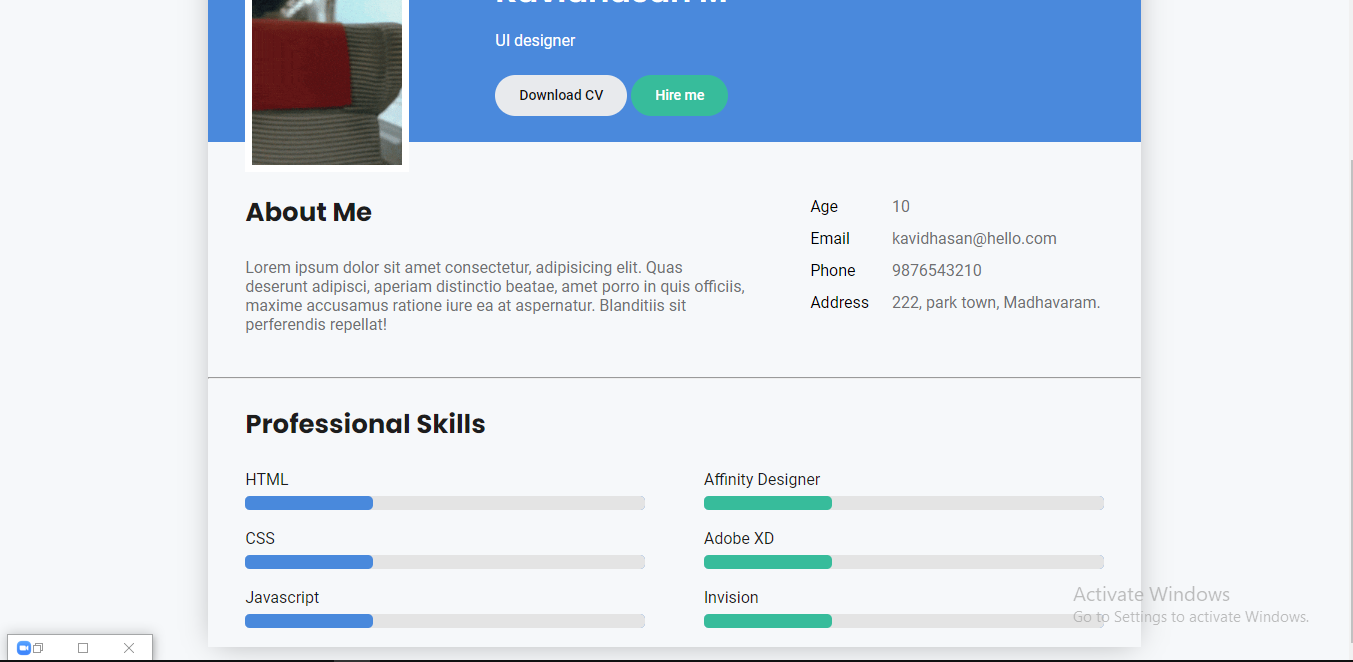 UI designer
Download CV Hire me
About Me
Lorem ipsum dolor sit amet consectetur, adipisicing elit. Quas
deserunt adipisci, aperiam distinctio beatae, amet porro in quis officiis,
maxime accusamus ratione iure ea at aspernatur. Blanditiis sit
perferendis repellat!
Age 10
Email kavidhasan@hello.com
Phone 9876543210
Address 222, park town, Madhavaram.
Professional Skills
HTML
CSS
Javascript
Affinity Designer
Adobe XD
Invision
Activate Windows
Go to Settings to activate Windows.